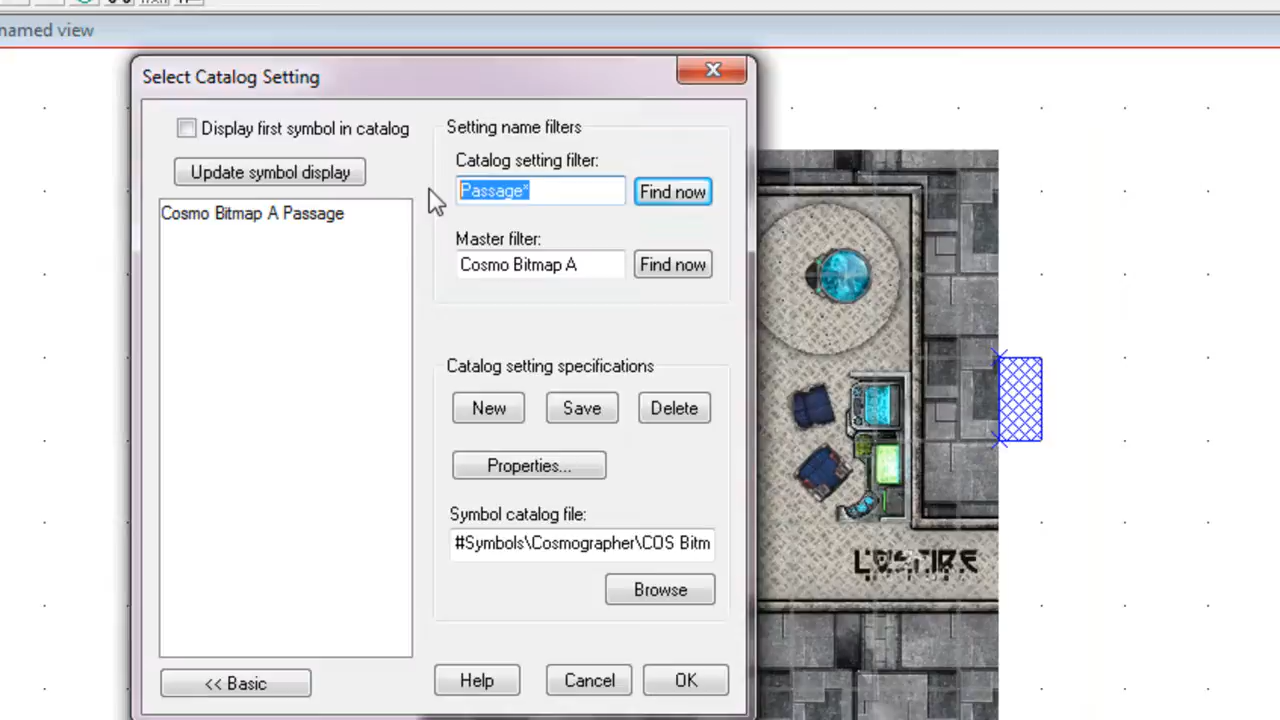 named view
Select Catalog Setting
Display first symbol in catalog
Update symbol display
Cosmo Bitmap A Passage
<< Basic
Setting name filters
Catalog setting filter:
Passage* Find now
Master filter:
Cosmo Bitmap A Find now
Catalog setting specifications
New Save Delete
Properties...
Symbol catalog file:
#Symbols\Cosmographer\COS Bitm
Browse
Help Cancel OK